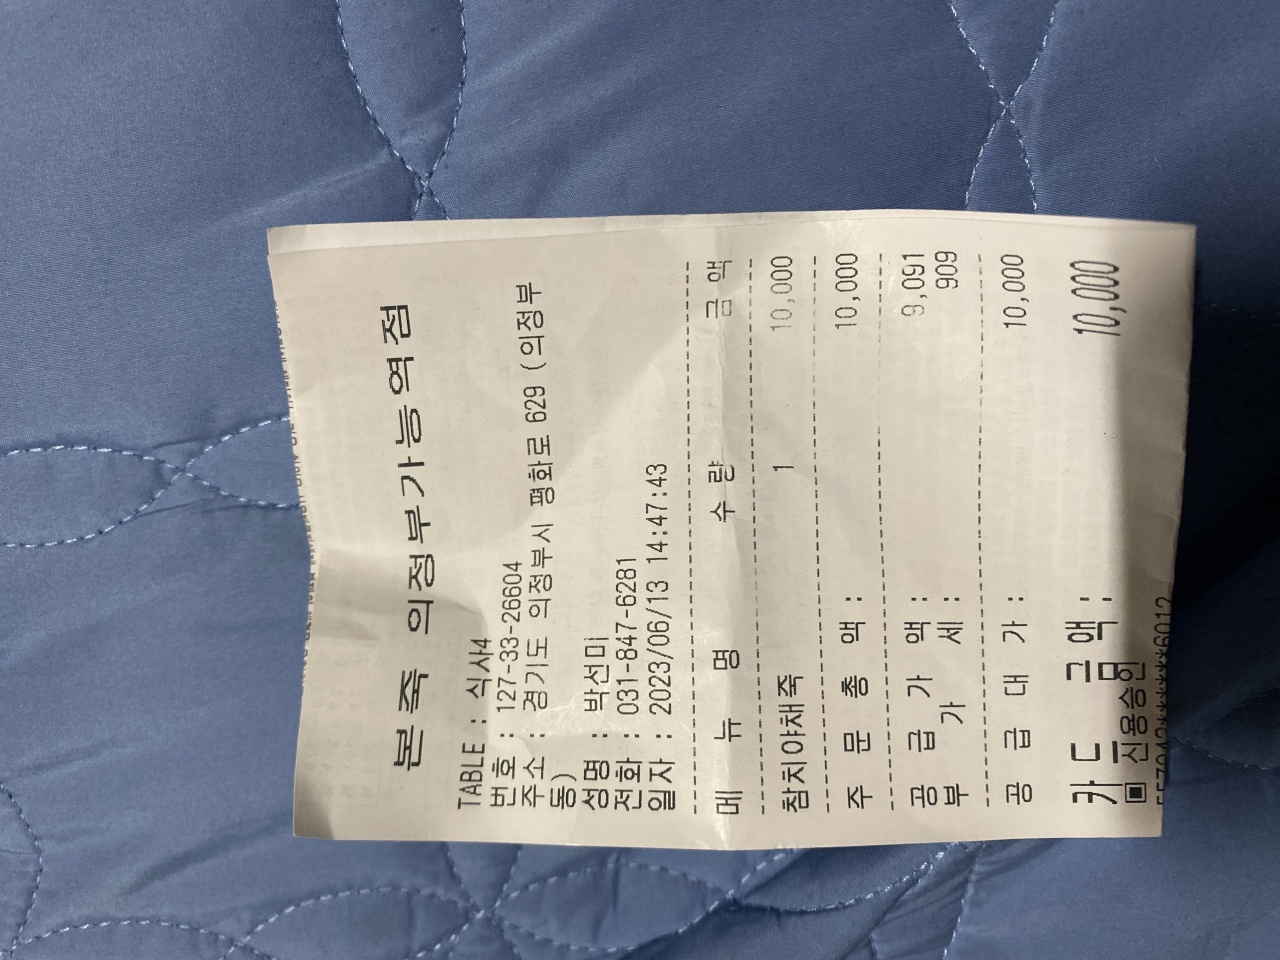 본죽 의정부가능역점
TABLE : 식사4
번호 : 127-33-26604
주소 : 경기도 의정부시 평화로 629 (의정부
동)
성명 : 박선미
전화 : 031-847-6281
일자 : 2023/06/13 14:47:43
메 뉴 명 수 량 금 액
참치야채죽 1 10,000
주 문 총 액 : 10,000
공 급 가 액 : 9,091
부 가 세 : 909
공 급 대 가 : 10,000
카드 금액 : 10,000
▣신용승인